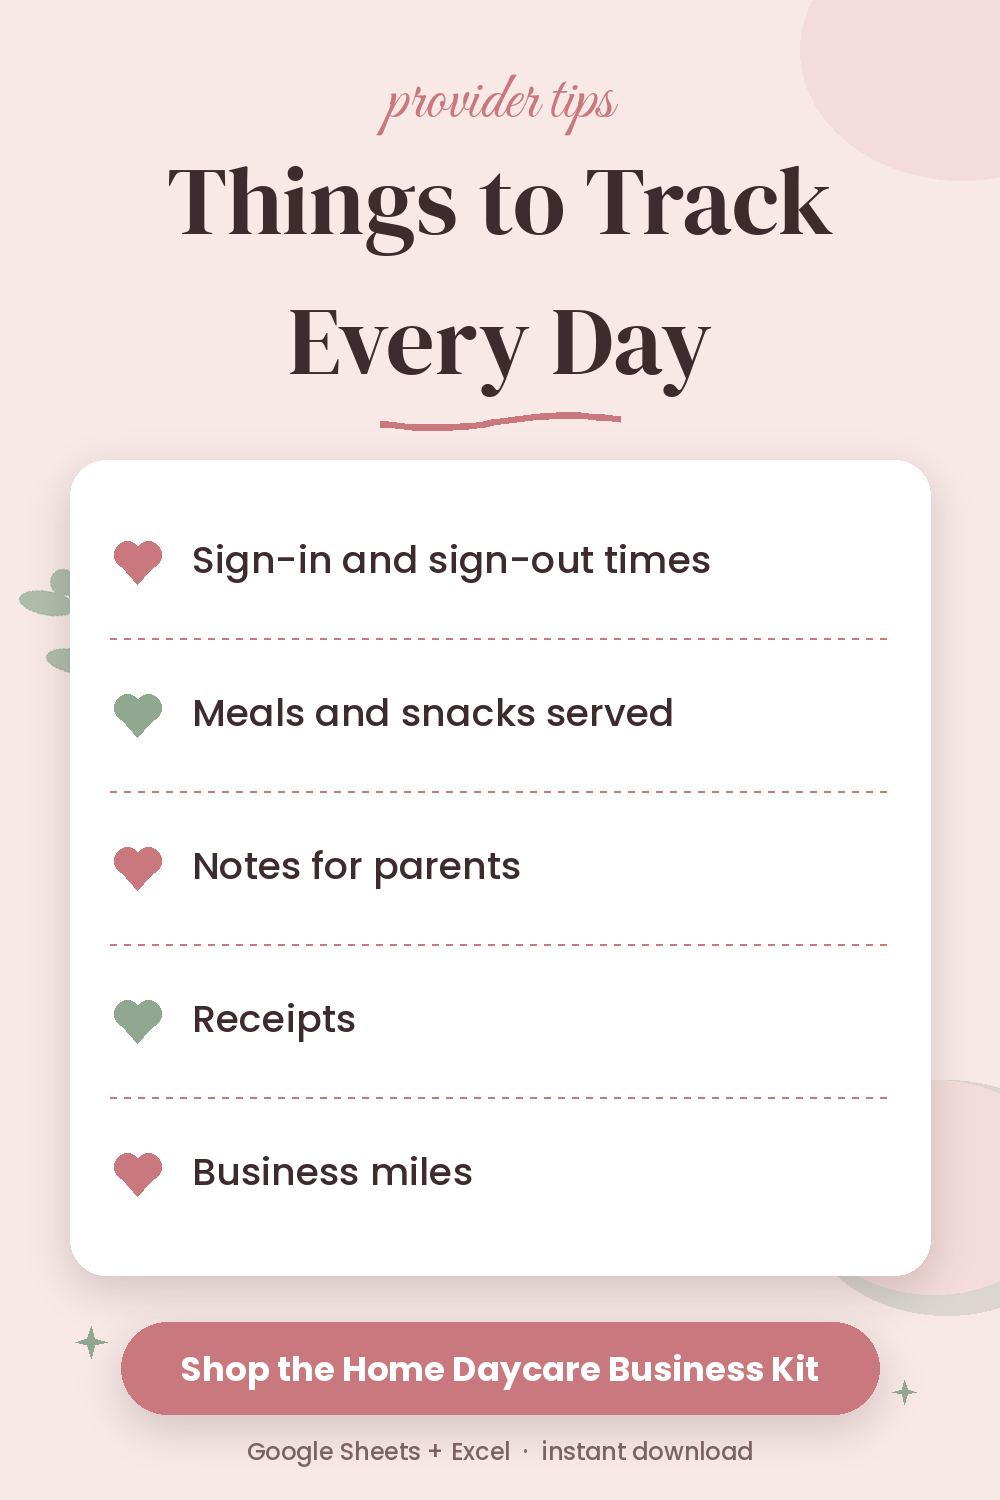 provider tips
Things to Track
Every Day
Sign-in and sign-out times
Meals and snacks served
Notes for parents
Receipts
Business miles
Shop the Home Daycare Business Kit
Google Sheets + Excel · instant download